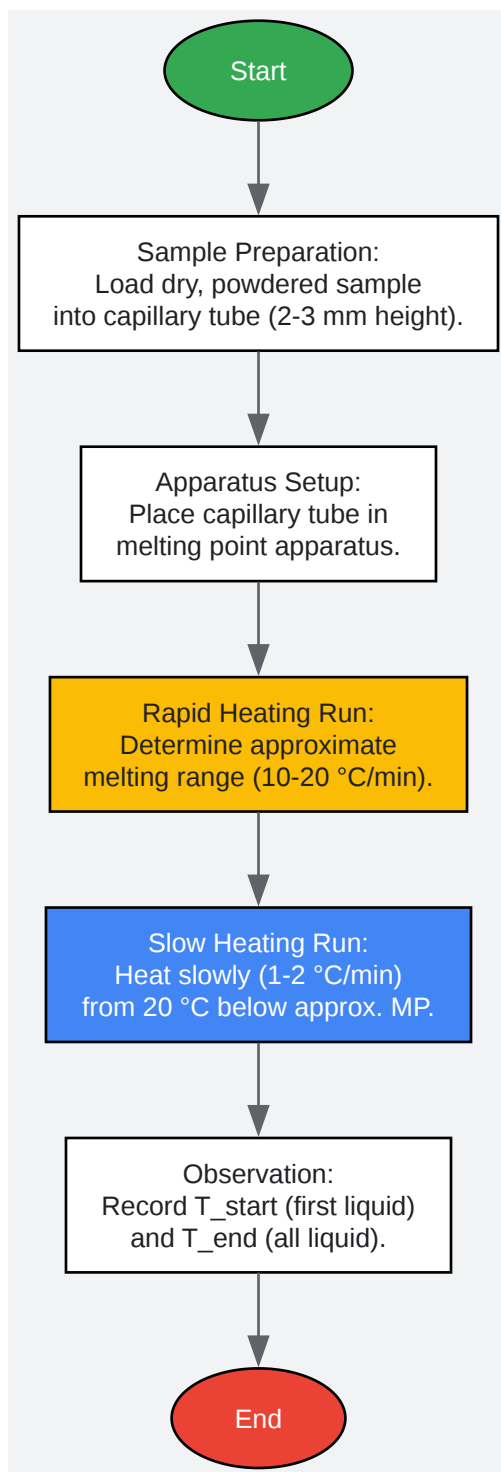 Start
Sample Preparation:
Load dry, powdered sample
into capillary tube (2-3 mm height).
Apparatus Setup:
Place capillary tube in
melting point apparatus.
Rapid Heating Run:
Determine approximate
melting range (10-20 °C/min).
Slow Heating Run:
Heat slowly (1-2 °C/min)
from 20 °C below approx. MP.
Observation:
Record T_start (first liquid)
and T_end (all liquid).
End